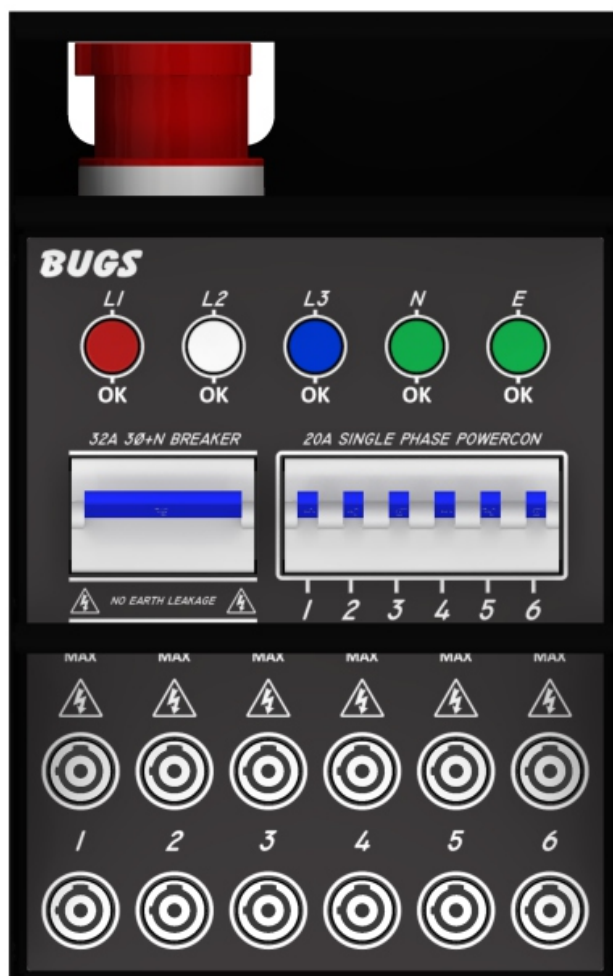 BUGS
L1 L2 L3 N E
OK OK OK OK OK
32A 3Ø+N BREAKER 20A SINGLE PHASE POWERCON
NO EARTH LEAKAGE
1 2 3 4 5 6
MAX MAX MAX MAX MAX MAX
1 2 3 4 5 6